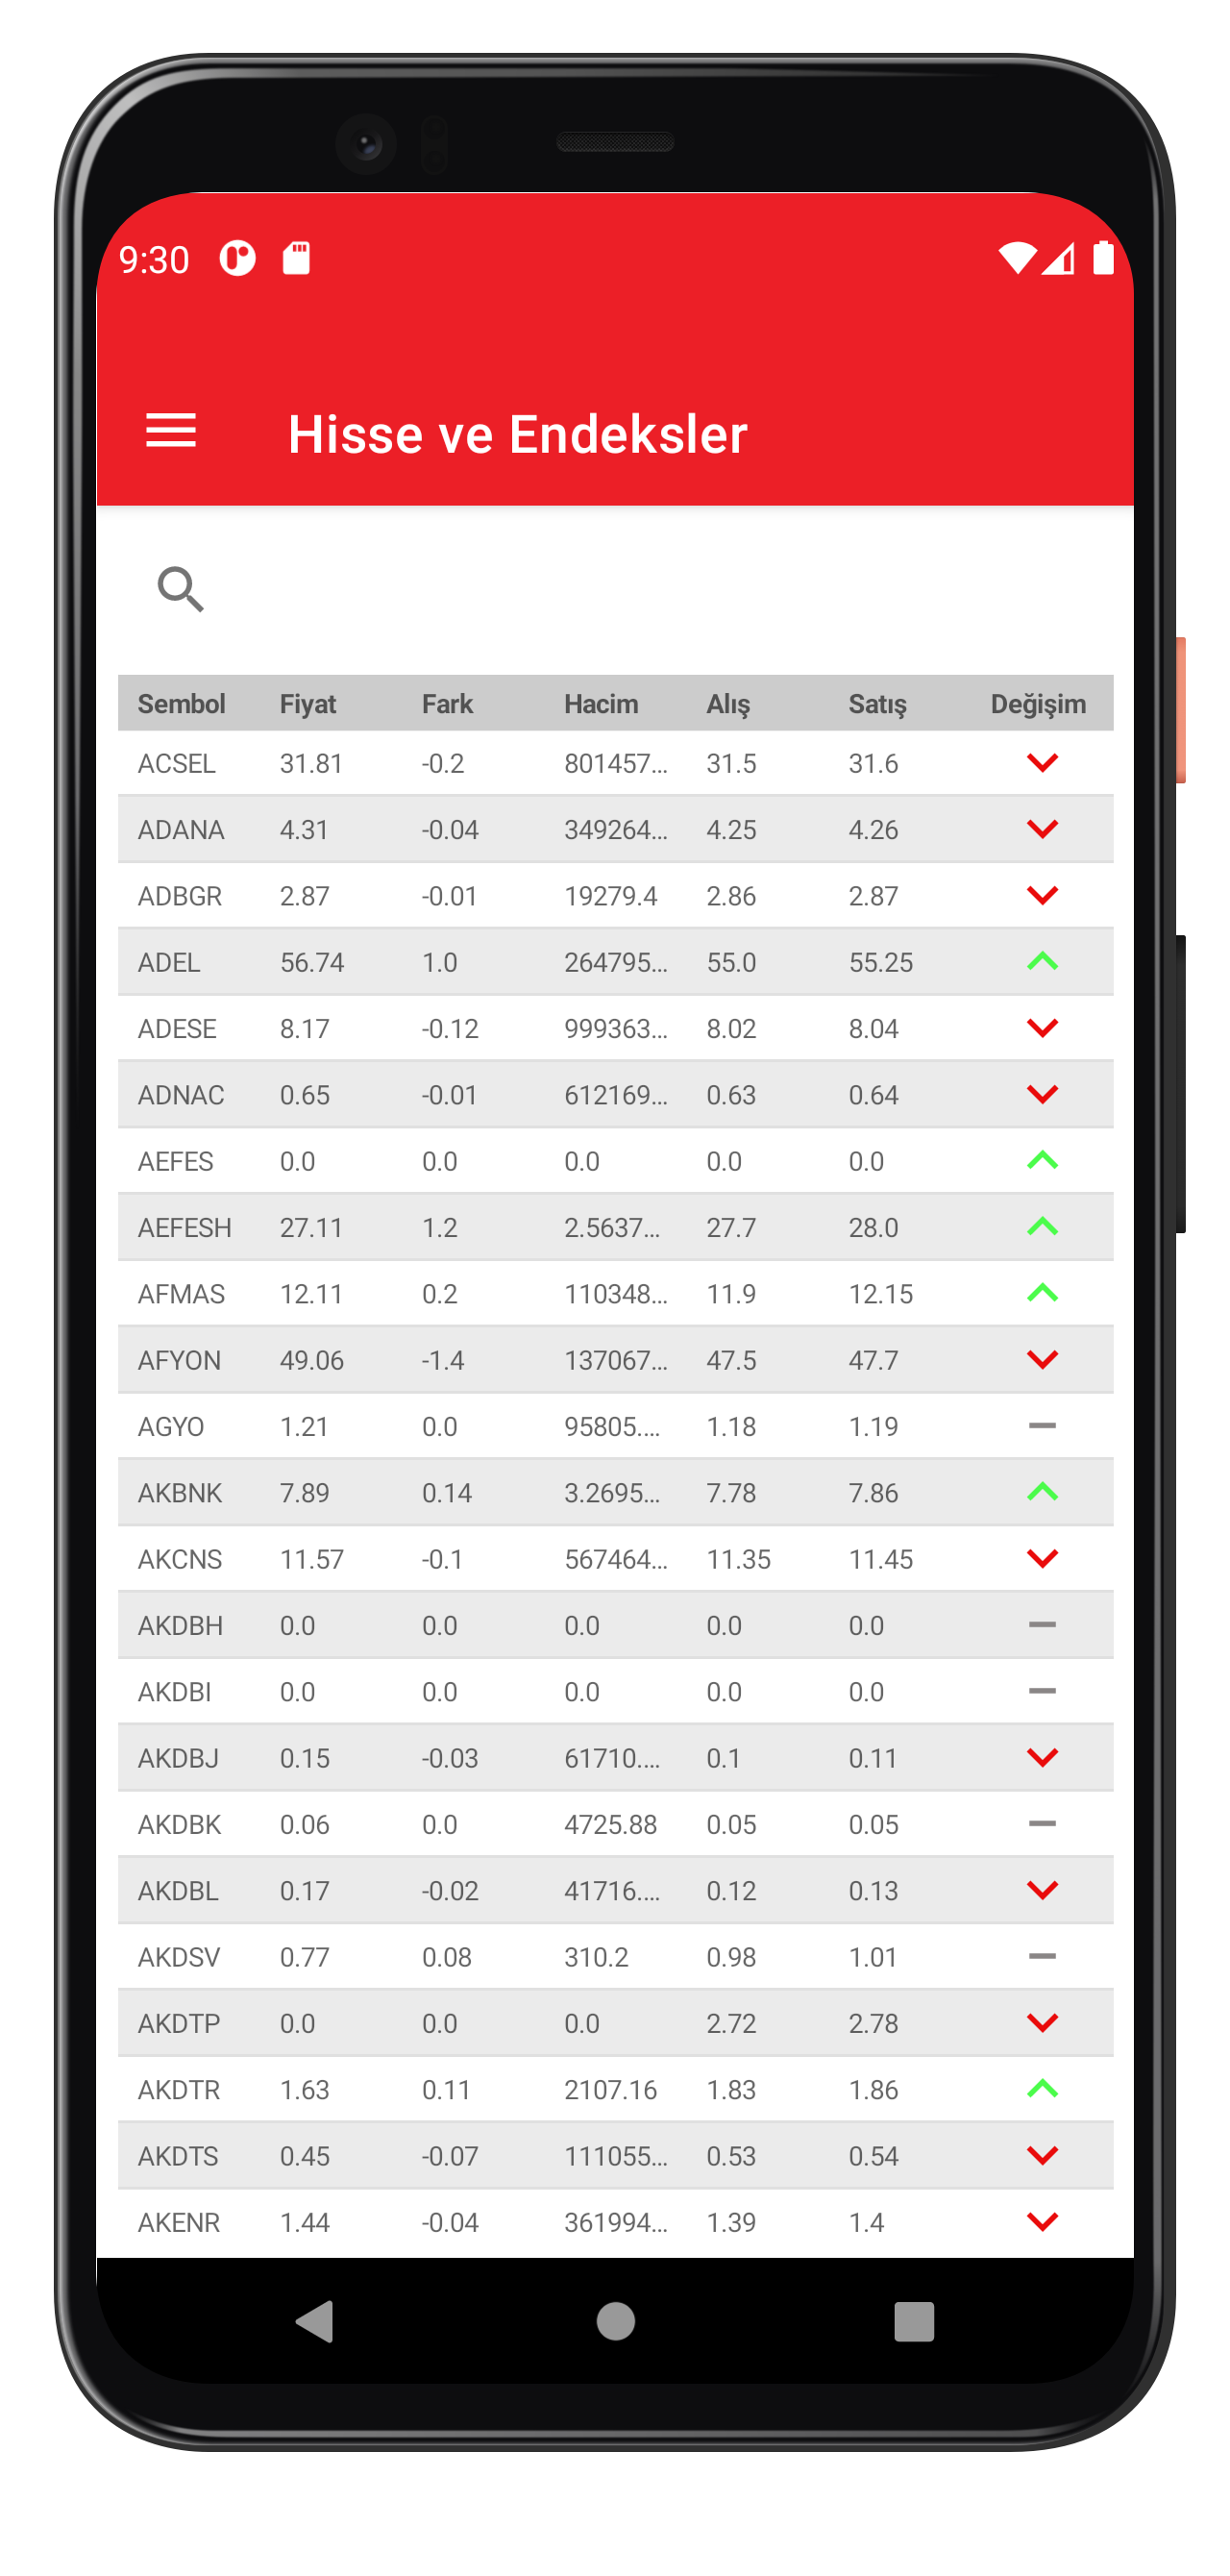 9:30
Hisse ve Endeksler
Sembol Fiyat Fark Hacim Alış Satış Değişim
ACSEL 31.81 -0.2 801457... 31.5 31.6
ADANA 4.31 -0.04 349264... 4.25 4.26
ADBGR 2.87 -0.01 19279.4 2.86 2.87
ADEL 56.74 1.0 264795... 55.0 55.25
ADESE 8.17 -0.12 999363... 8.02 8.04
ADNAC 0.65 -0.01 612169... 0.63 0.64
AEFES 0.0 0.0 0.0 0.0 0.0
AEFESH 27.11 1.2 2.5637... 27.7 28.0
AFMAS 12.11 0.2 110348... 11.9 12.15
AFYON 49.06 -1.4 137067... 47.5 47.7
AGYO 1.21 0.0 95805.... 1.18 1.19
AKBNK 7.89 0.14 3.2695... 7.78 7.86
AKCNS 11.57 -0.1 567464... 11.35 11.45
AKDBH 0.0 0.0 0.0 0.0 0.0
AKDBI 0.0 0.0 0.0 0.0 0.0
AKDBJ 0.15 -0.03 61710.... 0.1 0.11
AKDBK 0.06 0.0 4725.88 0.05 0.05
AKDBL 0.17 -0.02 41716.... 0.12 0.13
AKDSV 0.77 0.08 310.2 0.98 1.01
AKDTP 0.0 0.0 0.0 2.72 2.78
AKDTR 1.63 0.11 2107.16 1.83 1.86
AKDTS 0.45 -0.07 111055... 0.53 0.54
AKENR 1.44 -0.04 361994... 1.39 1.4